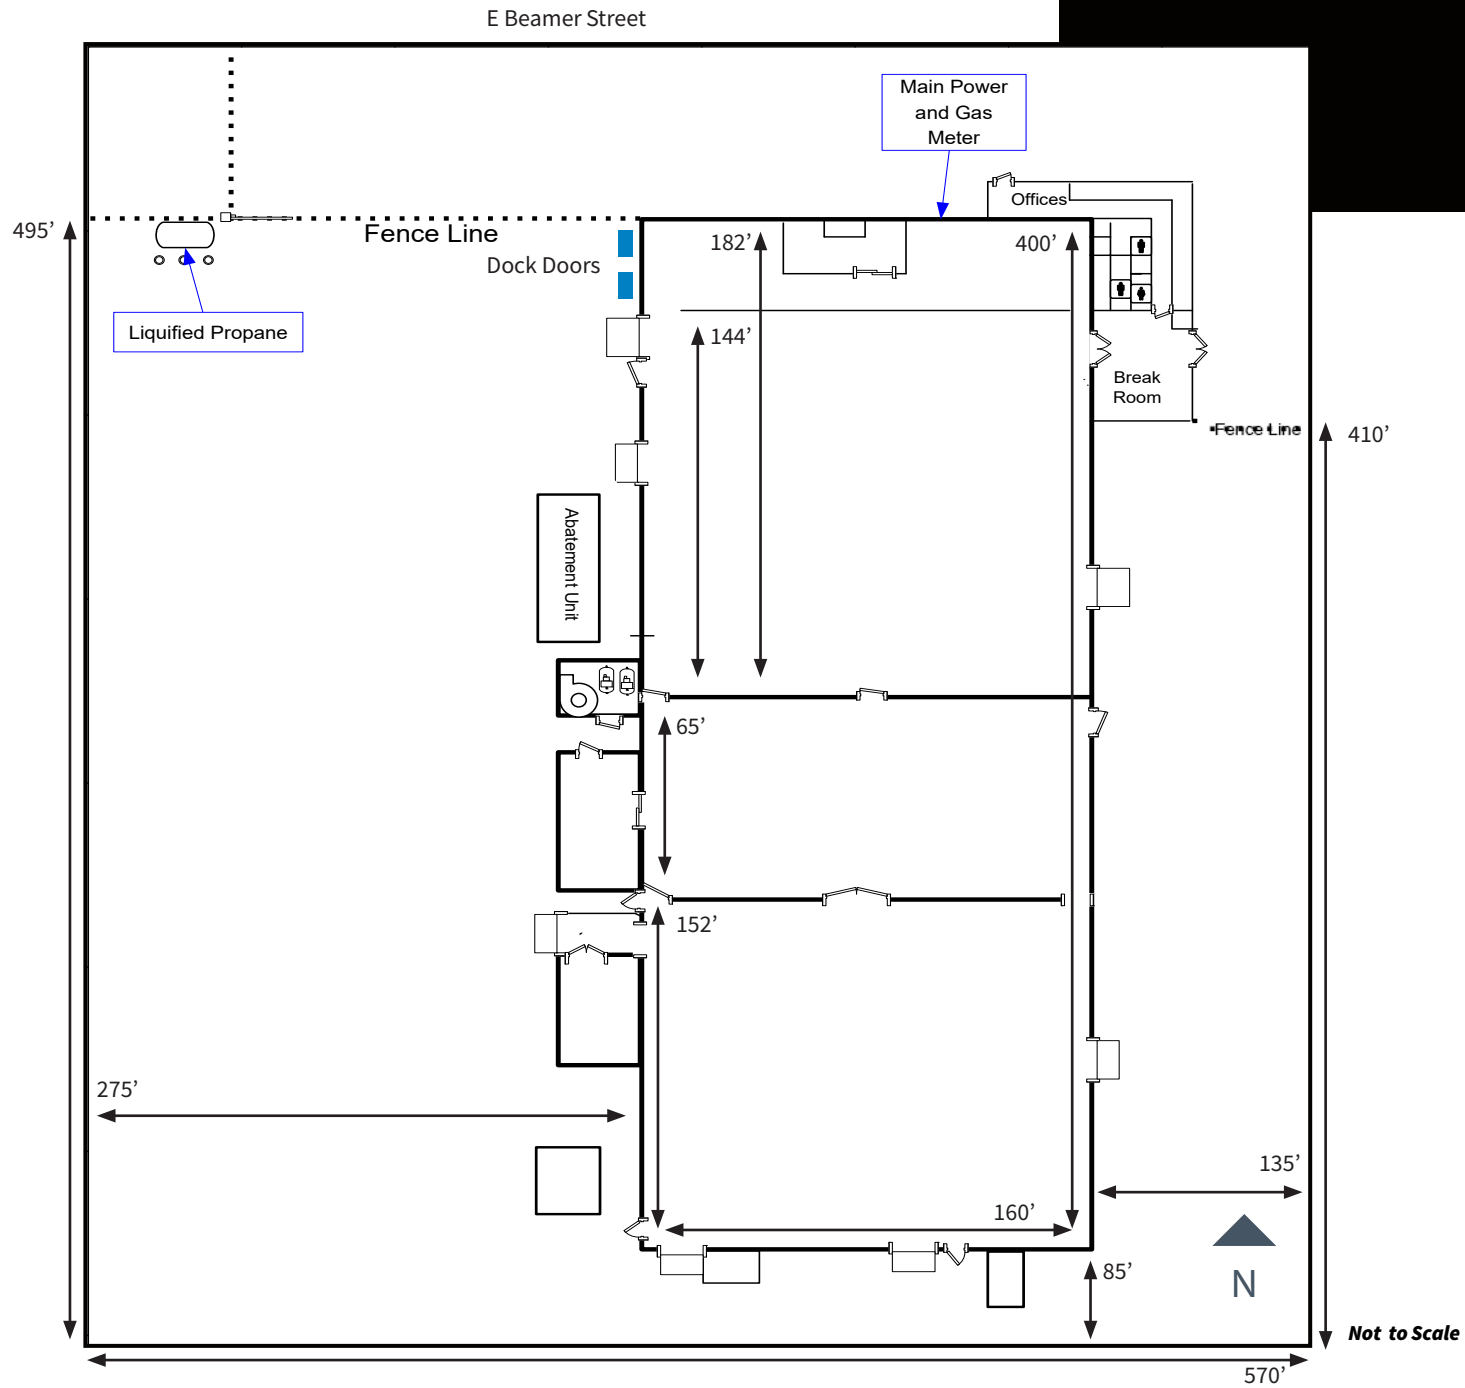 E Beamer Street
Main Power
and Gas
Meter
Offices
495’
Fence Line
182’
400’
Dock Doors
Liquified Propane
144’
Break
Room
Fence Line
410’
Abatement Unit
65’
152’
275’
135’
160’
85’
N
Not to Scale
570’